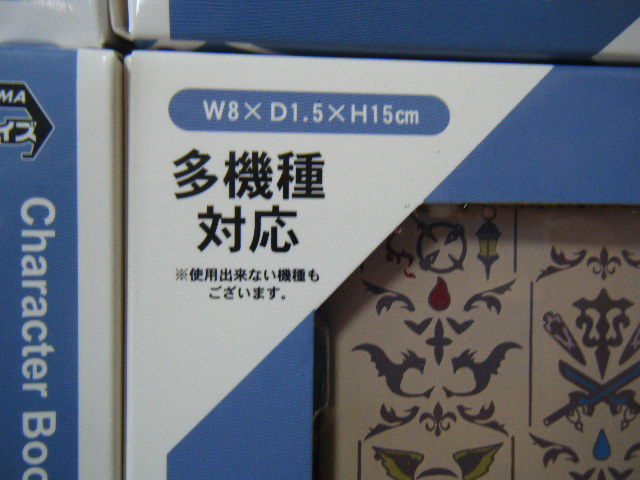 W8×D1.5×H15cm
多機種
対応
※使用出来ない機種も
ございます。
MA
イズ
Character Boo